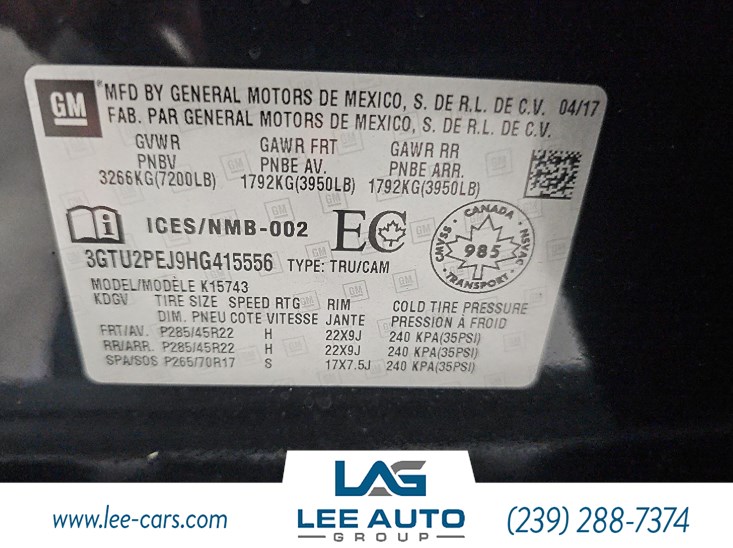 GM
MFD BY GENERAL MOTORS DE MEXICO, S. DE R.L. DE C.V. 04/17
FAB. PAR GENERAL MOTORS DE MEXICO, S. DE R.L. DE C.V.
GVWR GAWR FRT GAWR RR
PNBV PNBE AV. PNBE ARR.
3266KG(7200LB) 1792KG(3950LB) 1792KG(3950LB)
i ICES/NMB-002 EC
CANADA
CMVSS 985 NSVAC
TRANSPORT
3GTU2PEJ9HG415556 TYPE: TRU/CAM
MODEL/MODÈLE K15743
KDGV TIRE SIZE SPEED RTG RIM COLD TIRE PRESSURE
DIM. PNEU COTE VITESSE JANTE PRESSION À FROID
FRT/AV. P285/45R22 H 22X9J 240 KPA(35PSI)
RR/ARR. P285/45R22 H 22X9J 240 KPA(35PSI)
SPA/SOS P265/70R17 S 17X7.5J 240 KPA(35PSI)
LAG
www.lee-cars.com LEE AUTO (239) 288-7374
GROUP